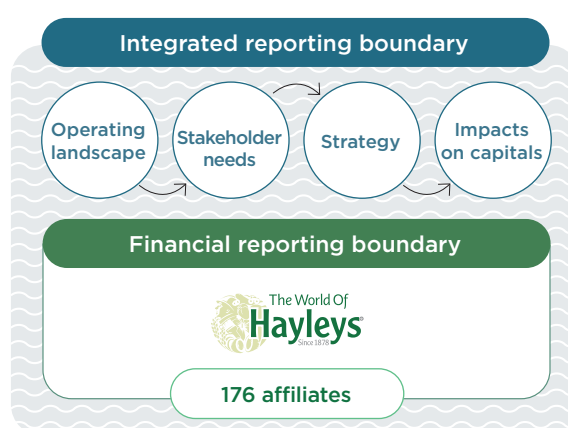 Integrated reporting boundary
Operating
landscape
Stakeholder
needs
Strategy
Impacts
on capitals
Financial reporting boundary
The World Of
Hayleys®
Since 1878
176 affiliates